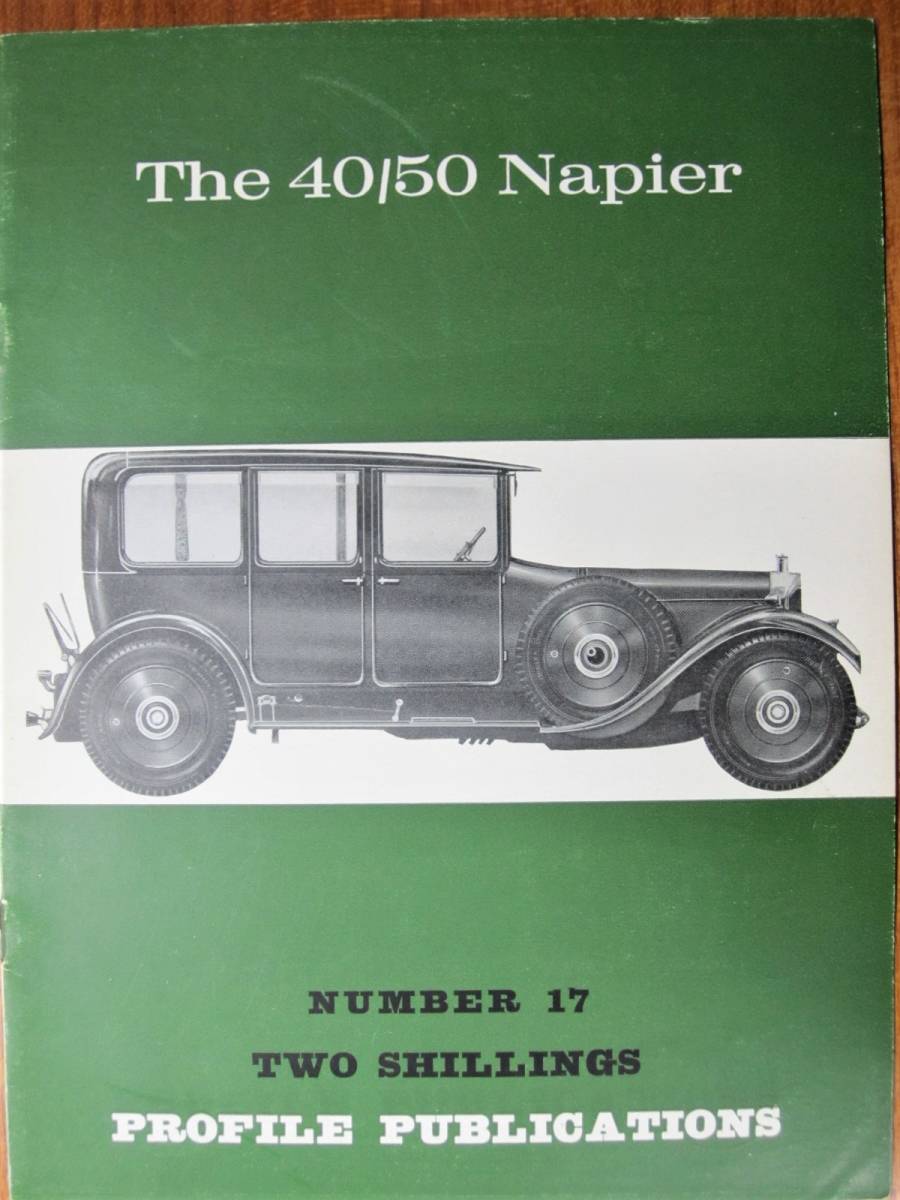 The 40/50 Napier
NUMBER 17
TWO SHILLINGS
PROFILE PUBLICATIONS